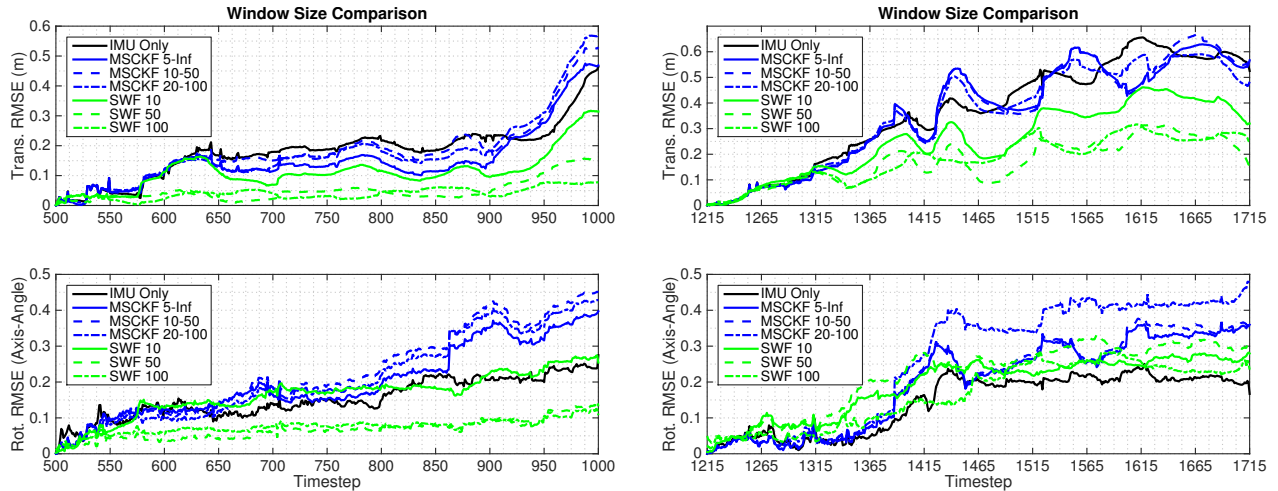 Window Size Comparison
Trans. RMSE (m)
0.6
0.5
0.4
0.3
0.2
0.1
0
IMU Only
MSCKF 5-Inf
MSCKF 10-50
MSCKF 20-100
SWF 10
SWF 50
SWF 100
500 550 600 650 700 750 800 850 900 950 1000
Window Size Comparison
Trans. RMSE (m)
0.6
0.5
0.4
0.3
0.2
0.1
0
IMU Only
MSCKF 5-Inf
MSCKF 10-50
MSCKF 20-100
SWF 10
SWF 50
SWF 100
1215 1265 1315 1365 1415 1465 1515 1565 1615 1665 1715
Rot. RMSE (Axis-Angle)
0.5
0.4
0.3
0.2
0.1
0
IMU Only
MSCKF 5-Inf
MSCKF 10-50
MSCKF 20-100
SWF 10
SWF 50
SWF 100
500 550 600 650 700 750 800 850 900 950 1000
Timestep
Rot. RMSE (Axis-Angle)
0.5
0.4
0.3
0.2
0.1
0
IMU Only
MSCKF 5-Inf
MSCKF 10-50
MSCKF 20-100
SWF 10
SWF 50
SWF 100
1215 1265 1315 1365 1415 1465 1515 1565 1615 1665 1715
Timestep